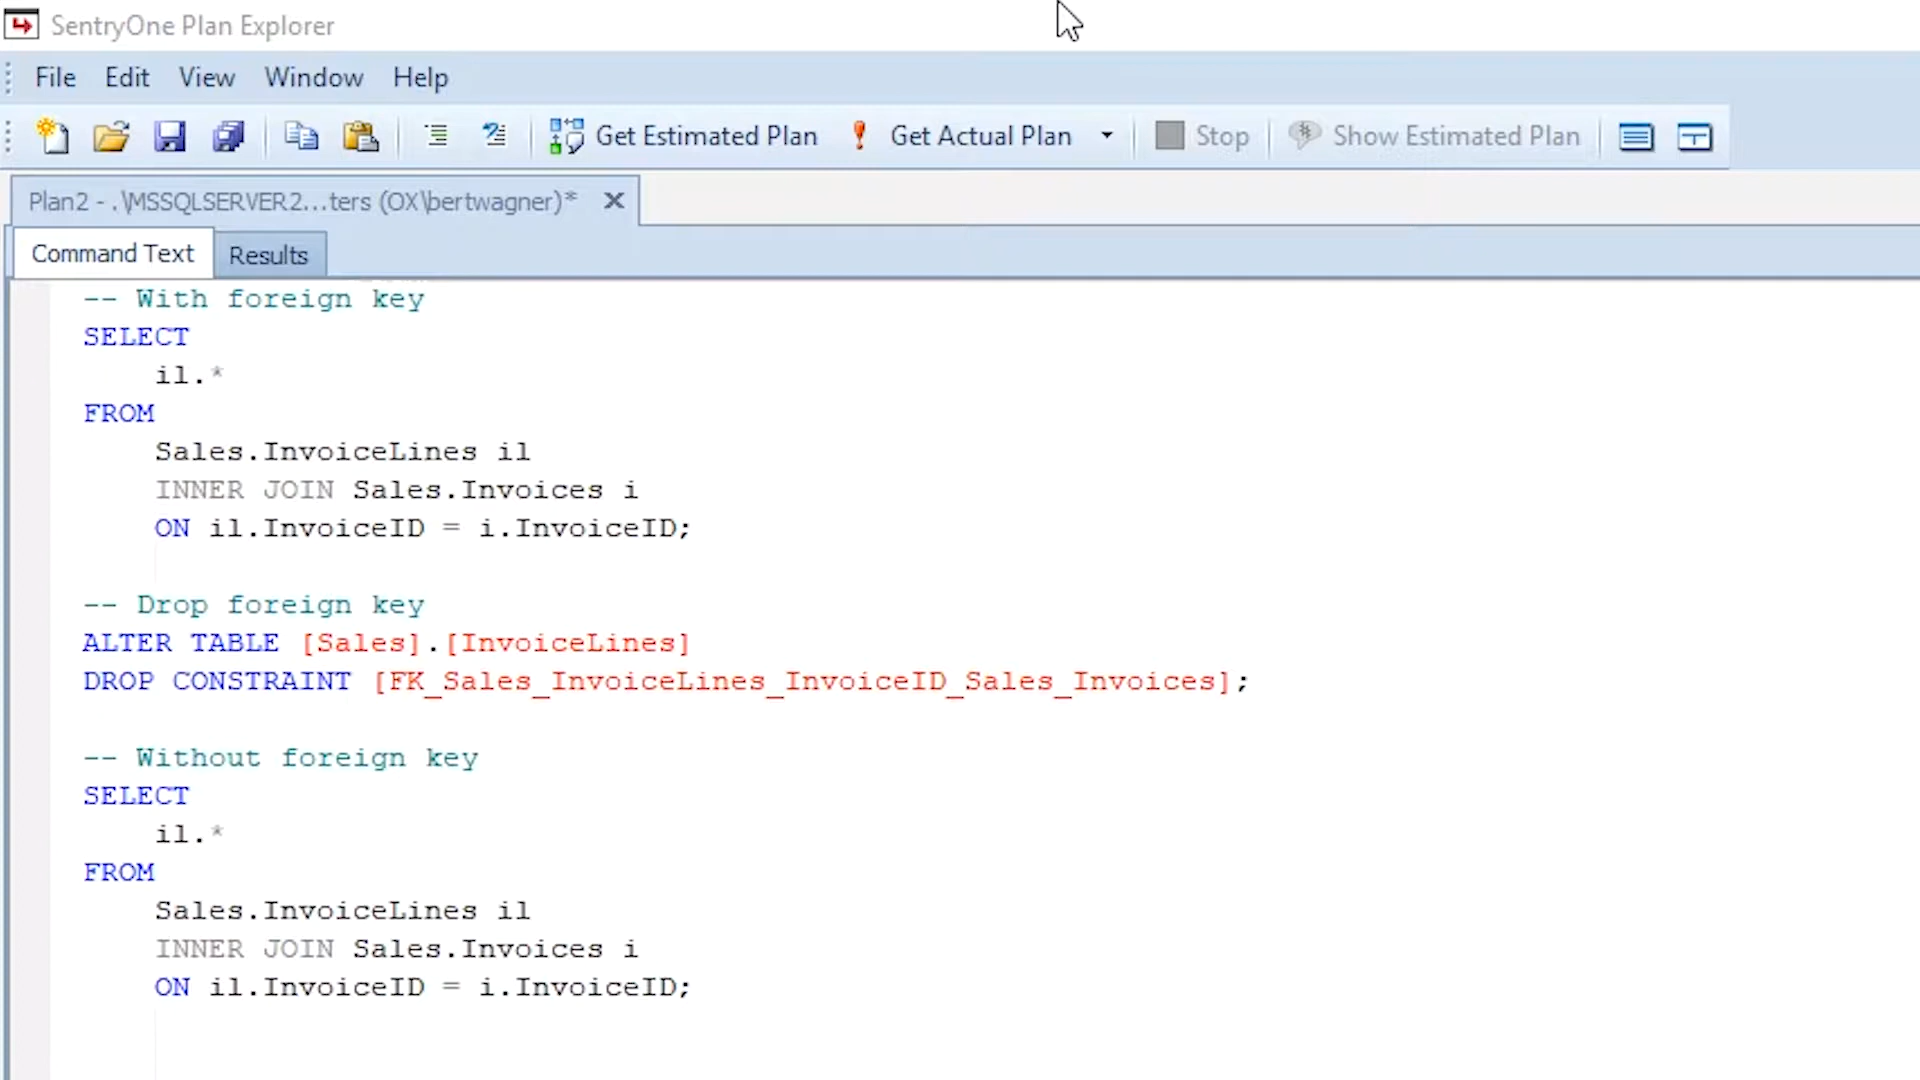 SentryOne Plan Explorer
File Edit View Window Help
Get Estimated Plan Get Actual Plan Stop Show Estimated Plan
Plan2 - .\MSSQLSERVER2...ters (OX\bertwagner)*
Command Text Results
-- With foreign key
SELECT
il.*
FROM
Sales.InvoiceLines il
INNER JOIN Sales.Invoices i
ON il.InvoiceID = i.InvoiceID;
-- Drop foreign key
ALTER TABLE [Sales].[InvoiceLines]
DROP CONSTRAINT [FK_Sales_InvoiceLines_InvoiceID_Sales_Invoices];
-- Without foreign key
SELECT
il.*
FROM
Sales.InvoiceLines il
INNER JOIN Sales.Invoices i
ON il.InvoiceID = i.InvoiceID;